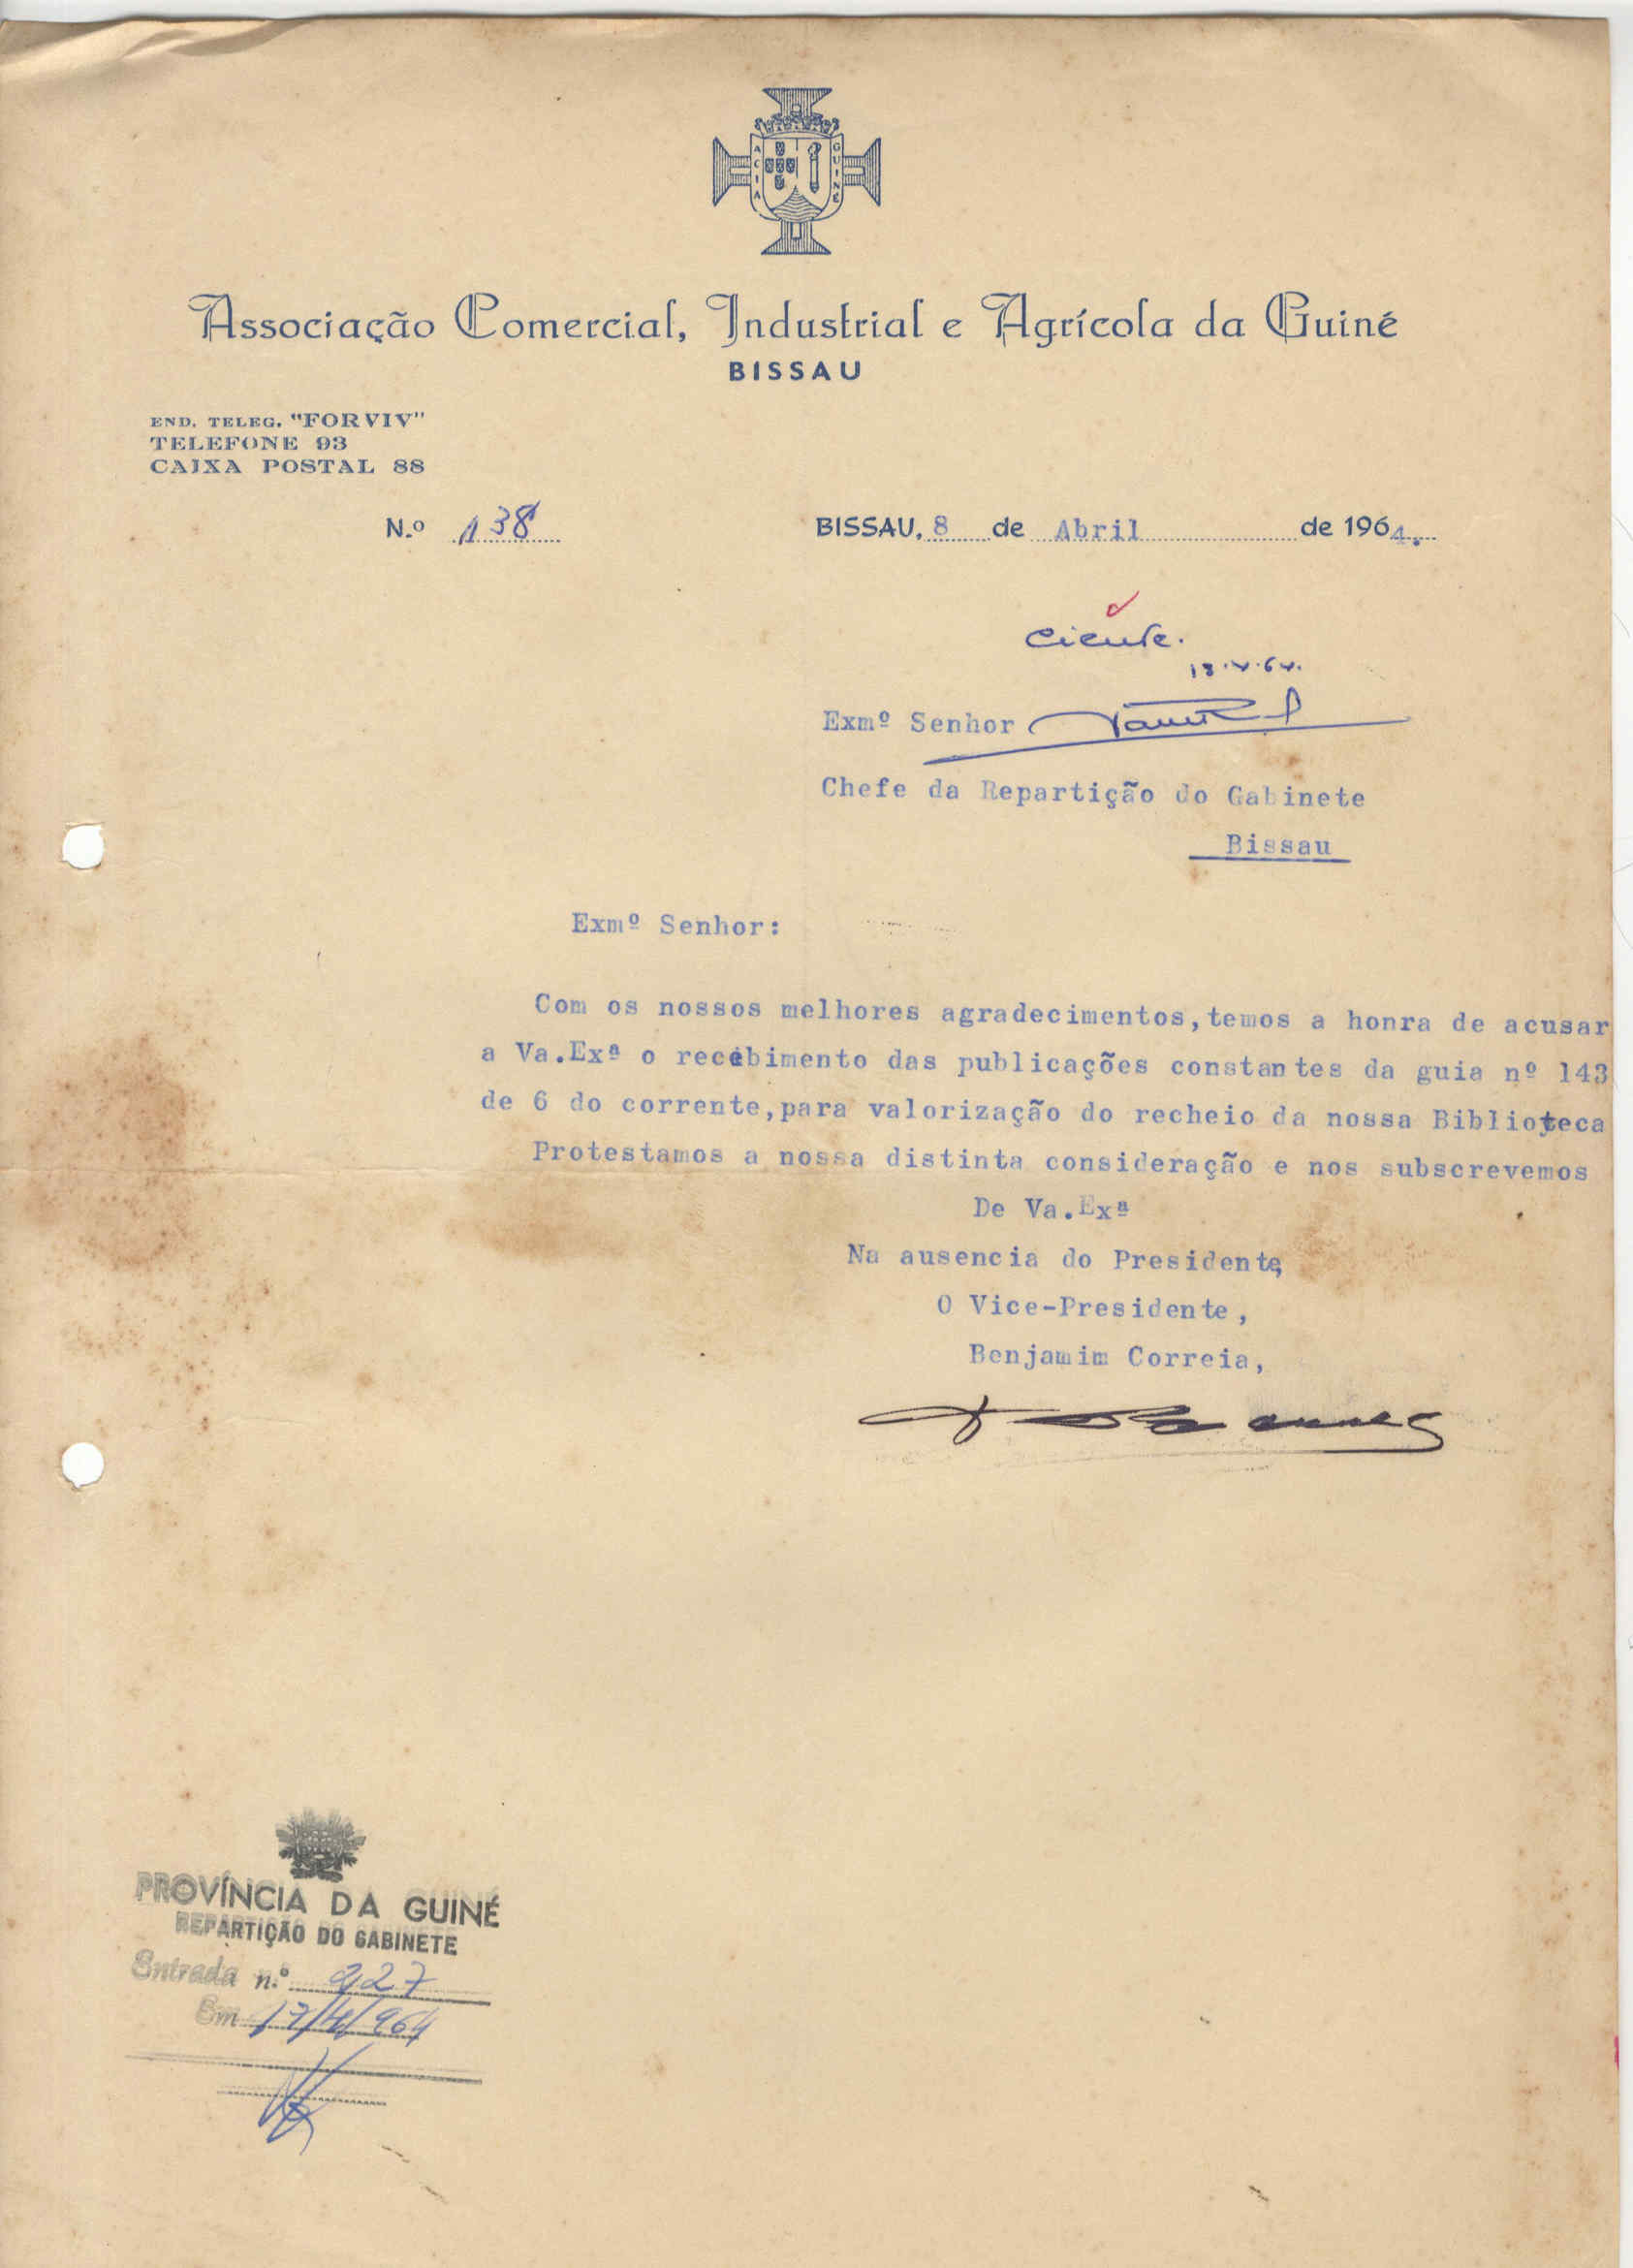 ACIA GUINÉ
Associação Comercial, Industrial e Agrícola da Guiné
BISSAU
END. TELEG. "FORVIV"
TELEFONE 93
CAIXA POSTAL 88
N.º 138
BISSAU, 8 de Abril de 1964.
Ciente.
Exmº Senhor
Chefe da Repartição do Gabinete
Bissau
Exmº Senhor:
Com os nossos melhores agradecimentos,temos a honra de acusar
a Va.Exª o recebimento das publicações constantes da guia nº 143
de 6 do corrente,para valorização do recheio da nossa Biblioteca
Protestamos a nossa distinta consideração e nos subscrevemos
De Va.Exª
Na ausencia do Presidente,
O Vice-Presidente,
Benjamim Correia,
PROVÍNCIA DA GUINÉ
REPARTIÇÃO DO GABINETE
Entrada n.º 927
Em 17/4/964